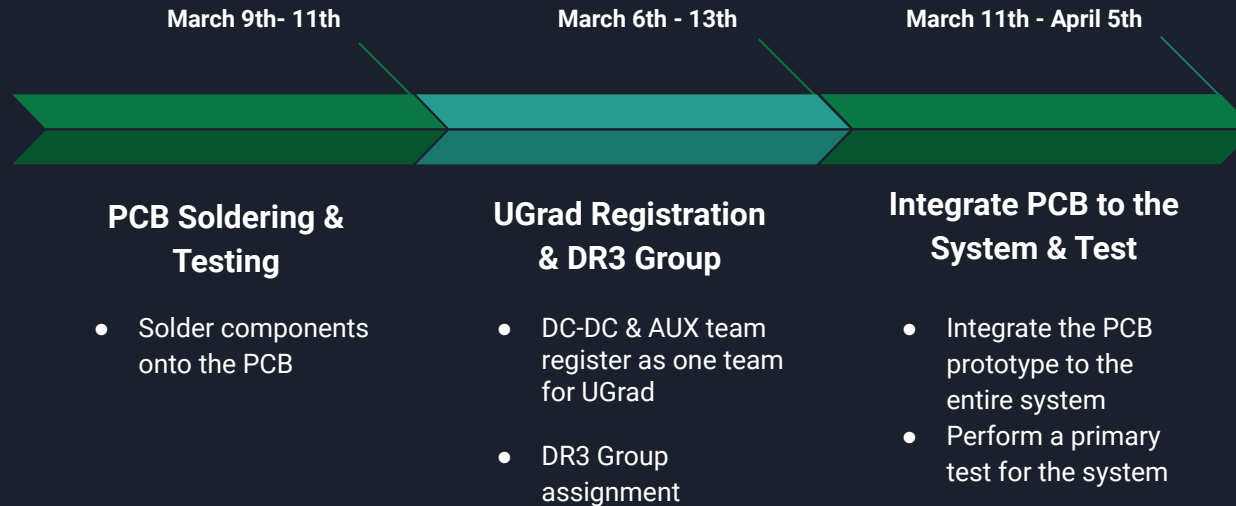 March 9th- 11th
March 6th - 13th
March 11th - April 5th
PCB Soldering &
Testing
● Solder components
onto the PCB
UGrad Registration
& DR3 Group
● DC-DC & AUX team
register as one team
for UGrad
● DR3 Group
assignment
Integrate PCB to the
System & Test
● Integrate the PCB
prototype to the
entire system
● Perform a primary
test for the system